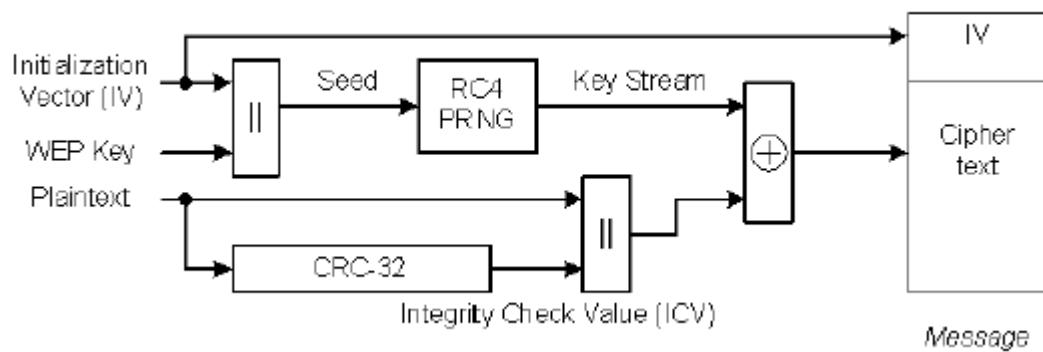 IV
Initialization
Vector (IV)
Seed
RC4
PRNG
Key Stream
||
WEP Key
Cipher
text
Plaintext
||
CRC-32
Integrity Check Value (ICV)
Message